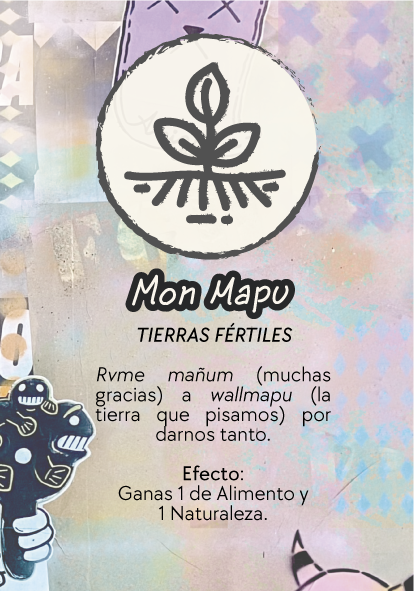 Mon Mapu
TIERRAS FÉRTILES
Rvme mañum (muchas
gracias) a wallmapu (la
tierra que pisamos) por
darnos tanto.
Efecto:
Ganas 1 de Alimento y
1 Naturaleza.